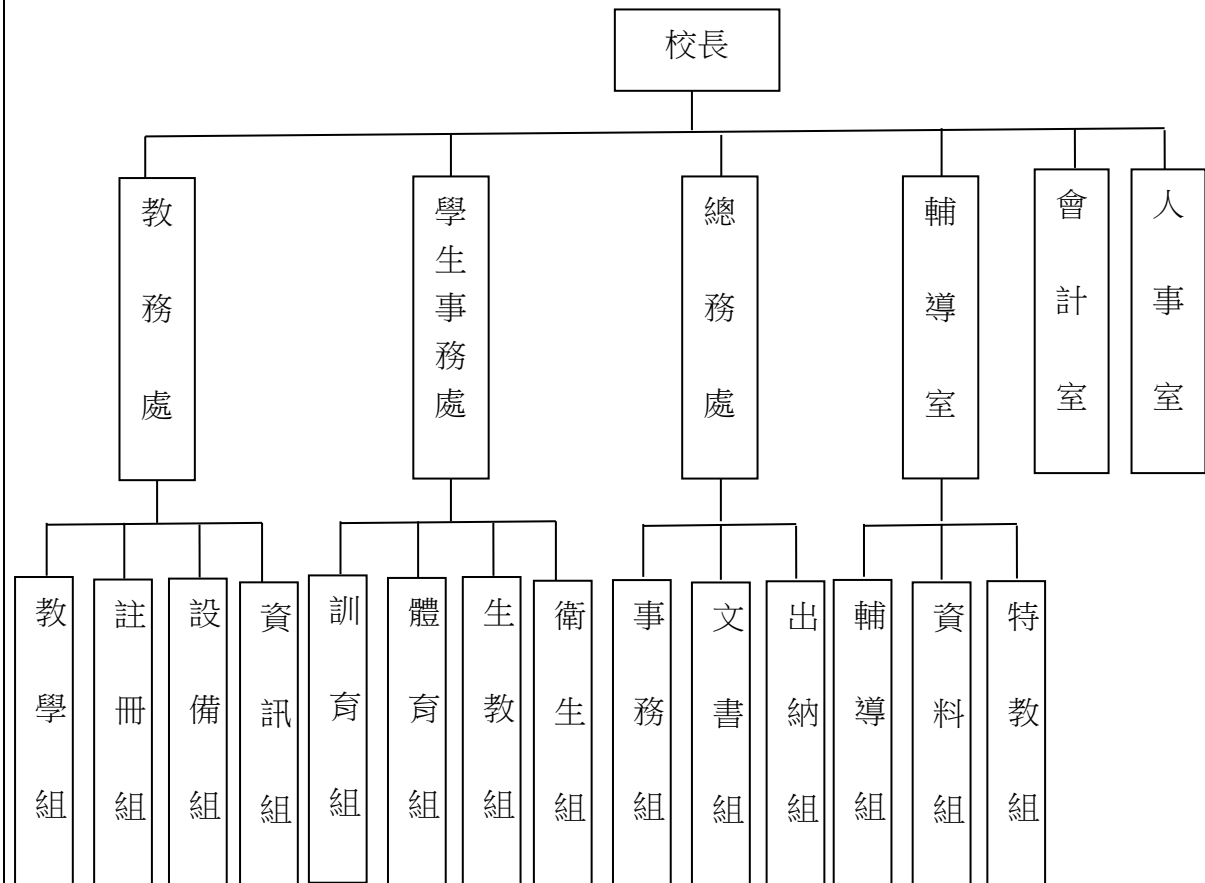 校長
教務處
學生事務處
總務處
輔導室
會計室
人事室
教學組
註冊組
設備組
資訊組
訓育組
體育組
生教組
衛生組
事務組
文書組
出納組
輔導組
資料組
特教組